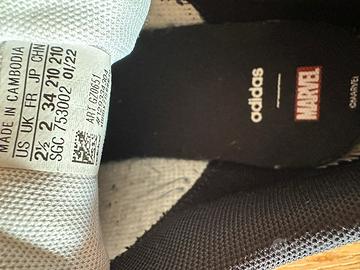 MADE IN CAMBODIA
US UK FR JP CHN
2½ 2 34 210 210
SGC 753002 01/22
ART GZ0651
adidas
MARVEL
©MARVEL